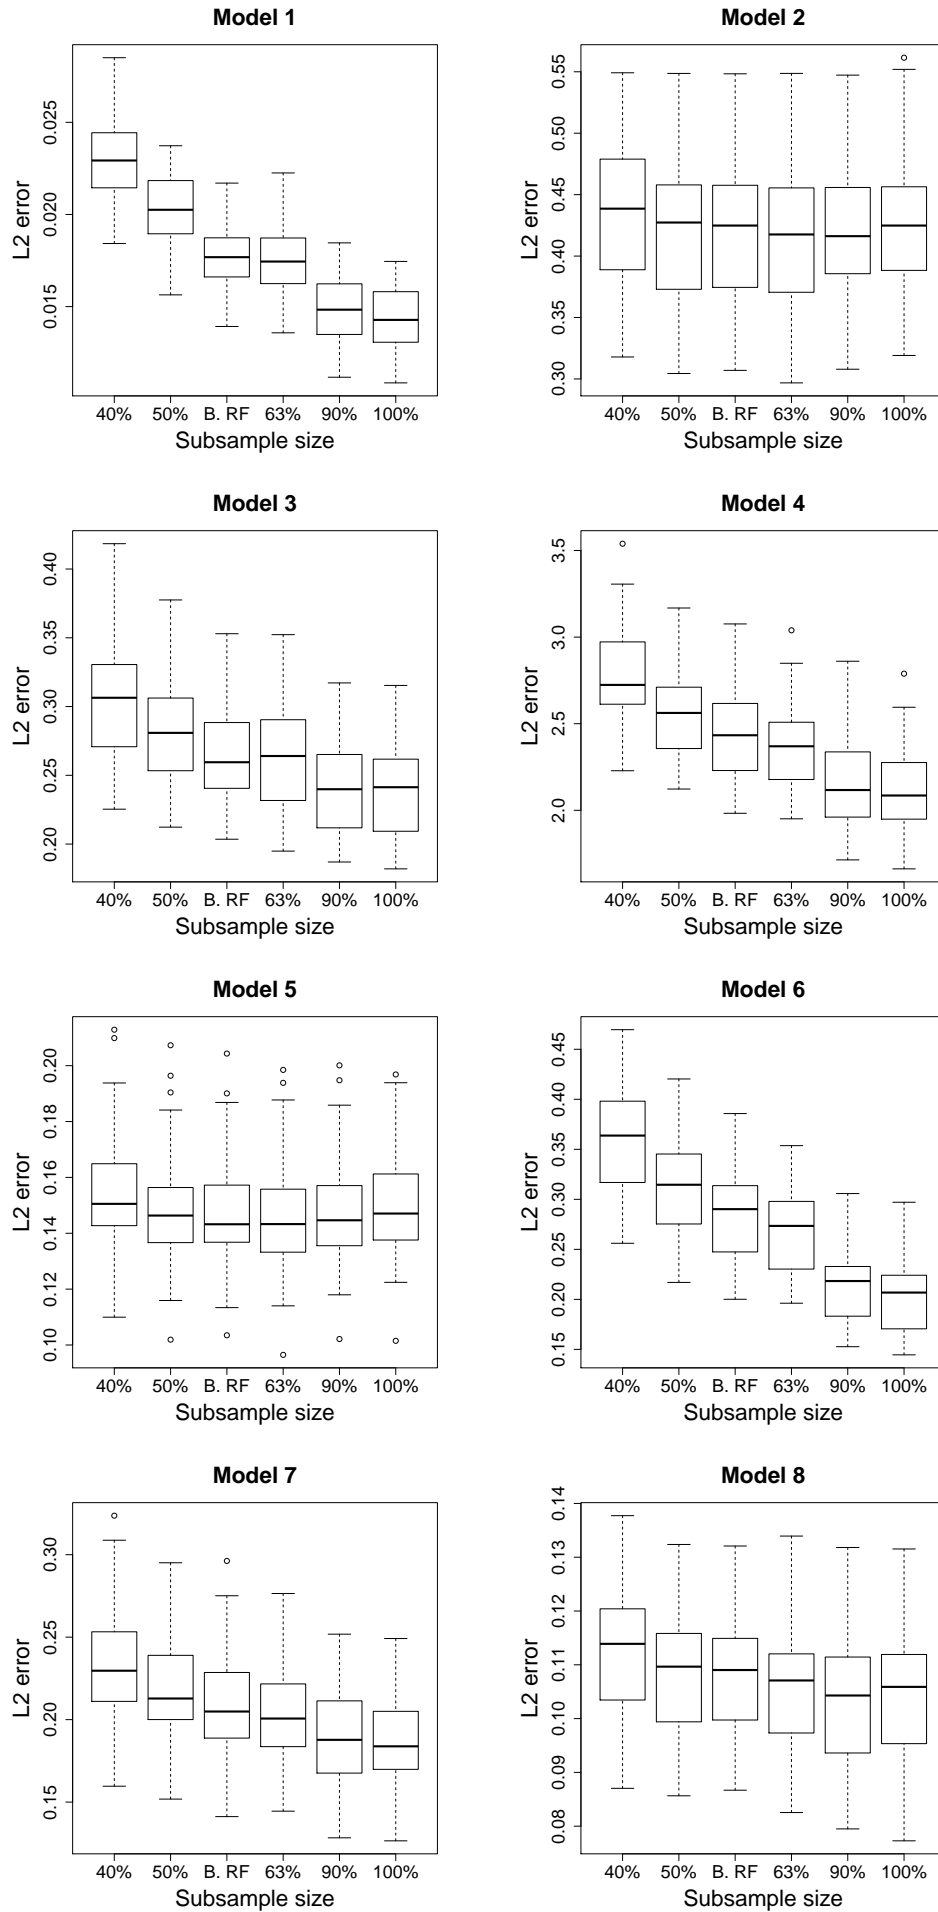 Model 1
L2 error
0.025
0.020
0.015
40% 50% B. RF 63% 90% 100%
Subsample size
Model 2
L2 error
0.55
0.50
0.45
0.40
0.35
0.30
40% 50% B. RF 63% 90% 100%
Subsample size
Model 3
L2 error
0.40
0.35
0.30
0.25
0.20
40% 50% B. RF 63% 90% 100%
Subsample size
Model 4
L2 error
3.5
3.0
2.5
2.0
40% 50% B. RF 63% 90% 100%
Subsample size
Model 5
L2 error
0.20
0.18
0.16
0.14
0.12
0.10
40% 50% B. RF 63% 90% 100%
Subsample size
Model 6
L2 error
0.45
0.40
0.35
0.30
0.25
0.20
0.15
40% 50% B. RF 63% 90% 100%
Subsample size
Model 7
L2 error
0.30
0.25
0.20
0.15
40% 50% B. RF 63% 90% 100%
Subsample size
Model 8
L2 error
0.14
0.13
0.12
0.11
0.10
0.09
0.08
40% 50% B. RF 63% 90% 100%
Subsample size